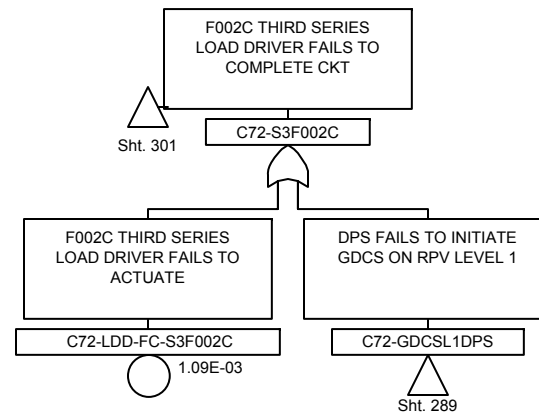 F002C THIRD SERIES
LOAD DRIVER FAILS TO
COMPLETE CKT
Sht. 301
C72-S3F002C
F002C THIRD SERIES
LOAD DRIVER FAILS TO
ACTUATE
C72-LDD-FC-S3F002C
1.09E-03
DPS FAILS TO INITIATE
GDCS ON RPV LEVEL 1
C72-GDCSL1DPS
Sht. 289